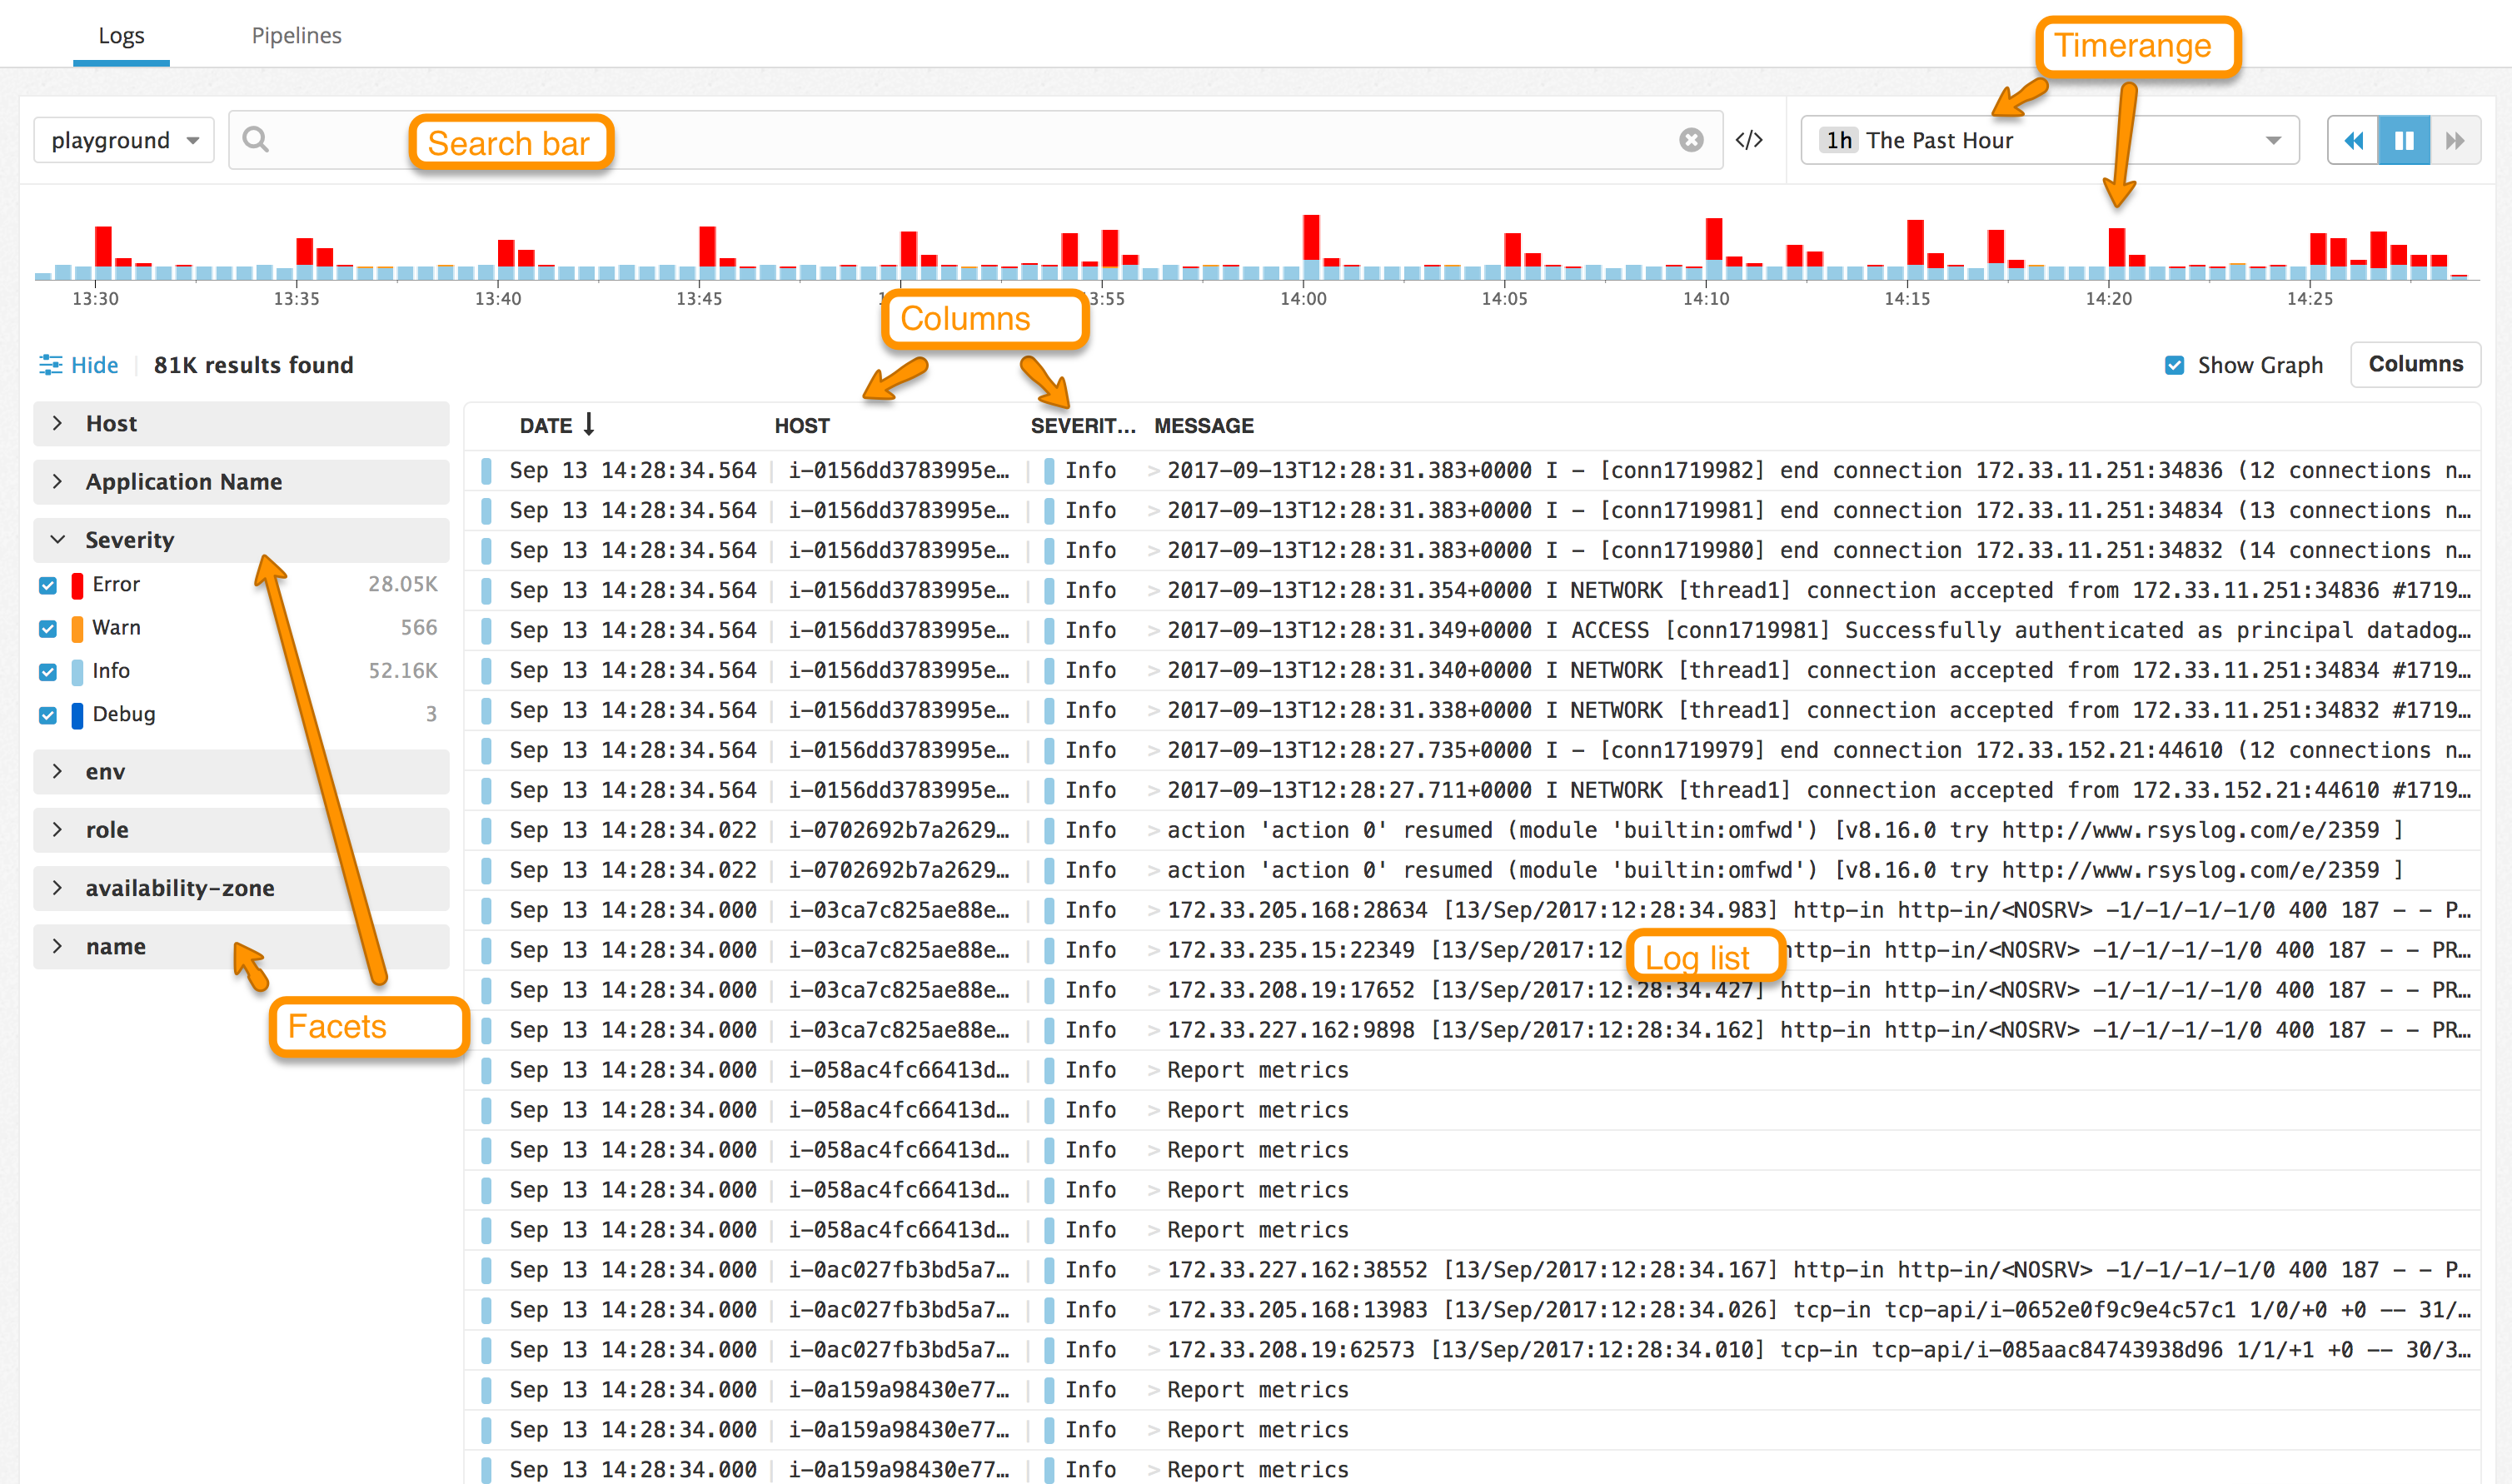 Logs Pipelines
Timerange
playground Search bar </> 1h The Past Hour
13:30 13:35 13:40 13:45 3:55 14:00 14:05 14:10 14:15 14:20 14:25
Columns
Hide 81K results found Show Graph Columns
Host
Application Name
Severity
Error 28.05K
Warn 566
Info 52.16K
Debug 3
env
role
availability-zone
name
Facets
DATE ↓ HOST SEVERIT... MESSAGE
Sep 13 14:28:34.564 i-0156dd3783995e... Info > 2017-09-13T12:28:31.383+0000 I - [conn1719982] end connection 172.33.11.251:34836 (12 connections n...
Sep 13 14:28:34.564 i-0156dd3783995e... Info > 2017-09-13T12:28:31.383+0000 I - [conn1719981] end connection 172.33.11.251:34834 (13 connections n...
Sep 13 14:28:34.564 i-0156dd3783995e... Info > 2017-09-13T12:28:31.383+0000 I - [conn1719980] end connection 172.33.11.251:34832 (14 connections n...
Sep 13 14:28:34.564 i-0156dd3783995e... Info > 2017-09-13T12:28:31.354+0000 I NETWORK [thread1] connection accepted from 172.33.11.251:34836 #1719...
Sep 13 14:28:34.564 i-0156dd3783995e... Info > 2017-09-13T12:28:31.349+0000 I ACCESS [conn1719981] Successfully authenticated as principal datadog...
Sep 13 14:28:34.564 i-0156dd3783995e... Info > 2017-09-13T12:28:31.340+0000 I NETWORK [thread1] connection accepted from 172.33.11.251:34834 #1719...
Sep 13 14:28:34.564 i-0156dd3783995e... Info > 2017-09-13T12:28:31.338+0000 I NETWORK [thread1] connection accepted from 172.33.11.251:34832 #1719...
Sep 13 14:28:34.564 i-0156dd3783995e... Info > 2017-09-13T12:28:27.735+0000 I - [conn1719979] end connection 172.33.152.21:44610 (12 connections n...
Sep 13 14:28:34.564 i-0156dd3783995e... Info > 2017-09-13T12:28:27.711+0000 I NETWORK [thread1] connection accepted from 172.33.152.21:44610 #1719...
Sep 13 14:28:34.022 i-0702692b7a2629... Info > action 'action 0' resumed (module 'builtin:omfwd') [v8.16.0 try http://www.rsyslog.com/e/2359 ]
Sep 13 14:28:34.022 i-0702692b7a2629... Info > action 'action 0' resumed (module 'builtin:omfwd') [v8.16.0 try http://www.rsyslog.com/e/2359 ]
Sep 13 14:28:34.000 i-03ca7c825ae88e... Info > 172.33.205.168:28634 [13/Sep/2017:12:28:34.983] http-in http-in/<NOSRV> -1/-1/-1/-1/0 400 187 - - P...
Sep 13 14:28:34.000 i-03ca7c825ae88e... Info > 172.33.235.15:22349 [13/Sep/2017:12 Log list ttp-in http-in/<NOSRV> -1/-1/-1/-1/0 400 187 - - PR...
Sep 13 14:28:34.000 i-03ca7c825ae88e... Info > 172.33.208.19:17652 [13/Sep/2017:12:28:34.427] http-in http-in/<NOSRV> -1/-1/-1/-1/0 400 187 - - PR...
Sep 13 14:28:34.000 i-03ca7c825ae88e... Info > 172.33.227.162:9898 [13/Sep/2017:12:28:34.162] http-in http-in/<NOSRV> -1/-1/-1/-1/0 400 187 - - PR...
Sep 13 14:28:34.000 i-058ac4fc66413d... Info > Report metrics
Sep 13 14:28:34.000 i-058ac4fc66413d... Info > Report metrics
Sep 13 14:28:34.000 i-058ac4fc66413d... Info > Report metrics
Sep 13 14:28:34.000 i-058ac4fc66413d... Info > Report metrics
Sep 13 14:28:34.000 i-058ac4fc66413d... Info > Report metrics
Sep 13 14:28:34.000 i-0ac027fb3bd5a7... Info > 172.33.227.162:38552 [13/Sep/2017:12:28:34.167] http-in http-in/<NOSRV> -1/-1/-1/-1/0 400 187 - - P...
Sep 13 14:28:34.000 i-0ac027fb3bd5a7... Info > 172.33.205.168:13983 [13/Sep/2017:12:28:34.026] tcp-in tcp-api/i-0652e0f9c9e4c57c1 1/0/+0 +0 -- 31/...
Sep 13 14:28:34.000 i-0ac027fb3bd5a7... Info > 172.33.208.19:62573 [13/Sep/2017:12:28:34.010] tcp-in tcp-api/i-085aac84743938d96 1/1/+1 +0 -- 30/3...
Sep 13 14:28:34.000 i-0a159a98430e77... Info > Report metrics
Sep 13 14:28:34.000 i-0a159a98430e77... Info > Report metrics
Sep 13 14:28:34.000 i-0a159a98430e77... Info > Report metrics